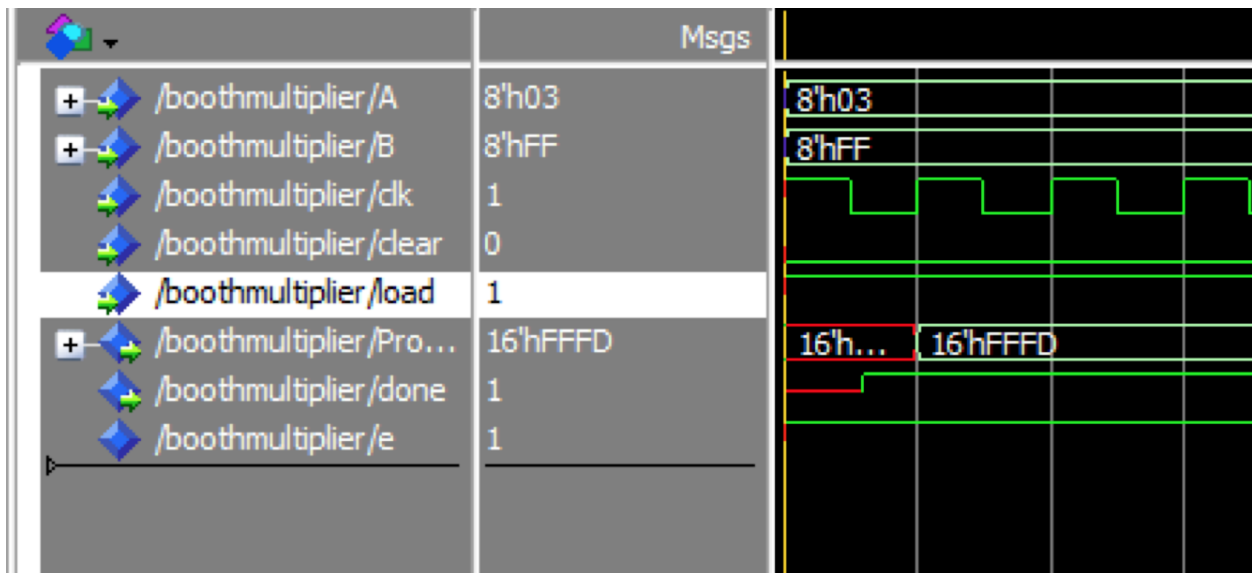 Msgs
/boothmultiplier/A 8'h03 8'h03
/boothmultiplier/B 8'hFF 8'hFF
/boothmultiplier/clk 1
/boothmultiplier/clear 0
/boothmultiplier/load 1
/boothmultiplier/Pro... 16'hFFFD 16'h... 16'hFFFD
/boothmultiplier/done 1
/boothmultiplier/e 1